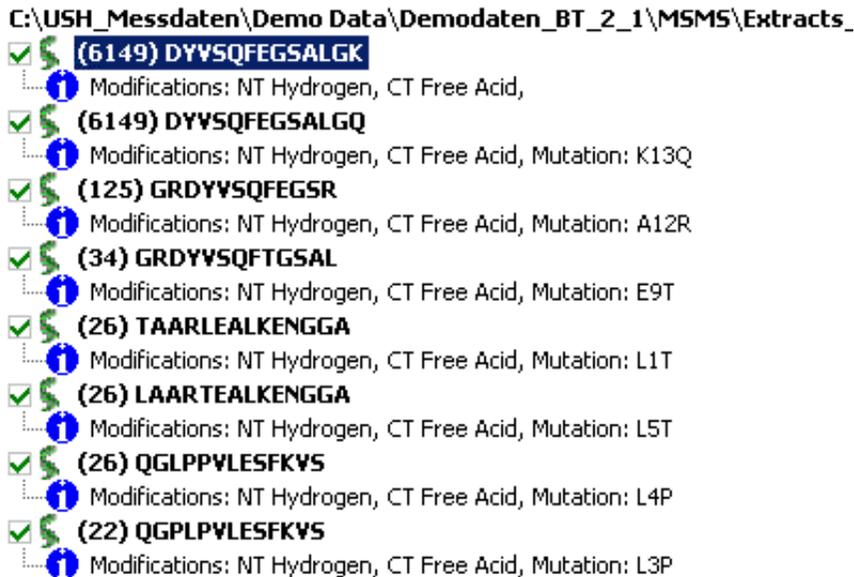 C:\USH_Messdaten\Demo Data\Demodaten_BT_2_1\MSMS\Extracts_
(6149) DYVSQFEGSALGK
Modifications: NT Hydrogen, CT Free Acid,
(6149) DYVSQFEGSALGQ
Modifications: NT Hydrogen, CT Free Acid, Mutation: K13Q
(125) GRDYVSQFEGSR
Modifications: NT Hydrogen, CT Free Acid, Mutation: A12R
(34) GRDYVSQFTGSAL
Modifications: NT Hydrogen, CT Free Acid, Mutation: E9T
(26) TAARLEALKENGGA
Modifications: NT Hydrogen, CT Free Acid, Mutation: L1T
(26) LAARTEALKENGGA
Modifications: NT Hydrogen, CT Free Acid, Mutation: L5T
(26) QGLPPVLESFKVS
Modifications: NT Hydrogen, CT Free Acid, Mutation: L4P
(22) QGPLPVLESFKVS
Modifications: NT Hydrogen, CT Free Acid, Mutation: L3P